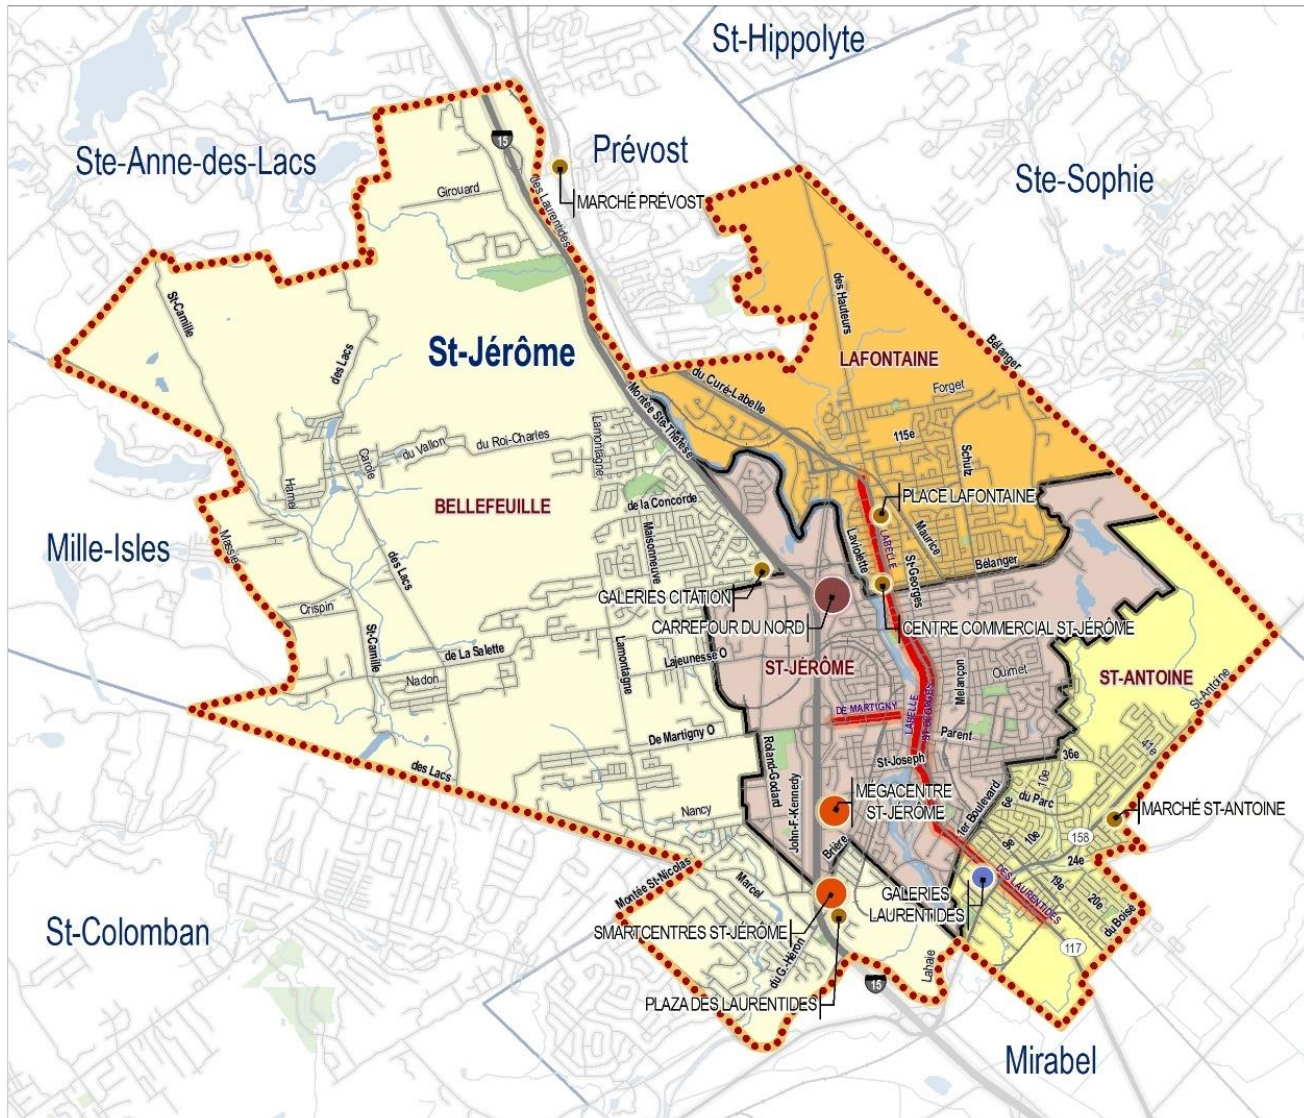 St-Hippolyte
15
Prévost
Ste-Anne-des-Lacs
Ste-Sophie
Girouard
des Laurentides
MARCHÉ PRÉVOST
St-Camille
des Hauteurs
des Lacs
St-Jérôme
Bélanger
LAFONTAINE
du Curé-Labelle
Forget
Montée Ste-Thérèse
Lamontagne
115e
du Roi-Charles
du Vallon
Carole
Schulz
Hamel
BELLEFEUILLE
de la Concorde
PLACE LAFONTAINE
Maisonneuve
Maurice
Laviolette
LABELLE
St-Georges
Mille-Isles
Massie
des Lacs
Bélanger
GALERIES CITATION
Crispin
CARREFOUR DU NORD
CENTRE COMMERCIAL ST-JÉRÔME
St-Camille
de La Salette
Lamontagne
Lajeunesse O
ST-JÉRÔME
Melançon
Ouimet
ST-ANTOINE
Nadon
St-Antoine
DE MARTIGNY
LABELLE
ST-GEORGES
De Martigny O
Parent
41e
Roland-Godard
St-Joseph
36e
des Lacs
John-F.-Kennedy
10e
MÉGACENTRE
ST-JÉRÔME
du Parc
6e
Nancy
1er Boulevard
MARCHÉ ST-ANTOINE
158
9e
10e
Brière
24e
Montée St-Nicolas
Marcel
GALERIES
LAURENTIDES
DES LAURENTIDES
19e
20e
du Boisé
St-Colomban
SMARTCENTRES ST-JÉRÔME
117
du G.-Héron
Lahaie
15
PLAZA DES LAURENTIDES
Mirabel